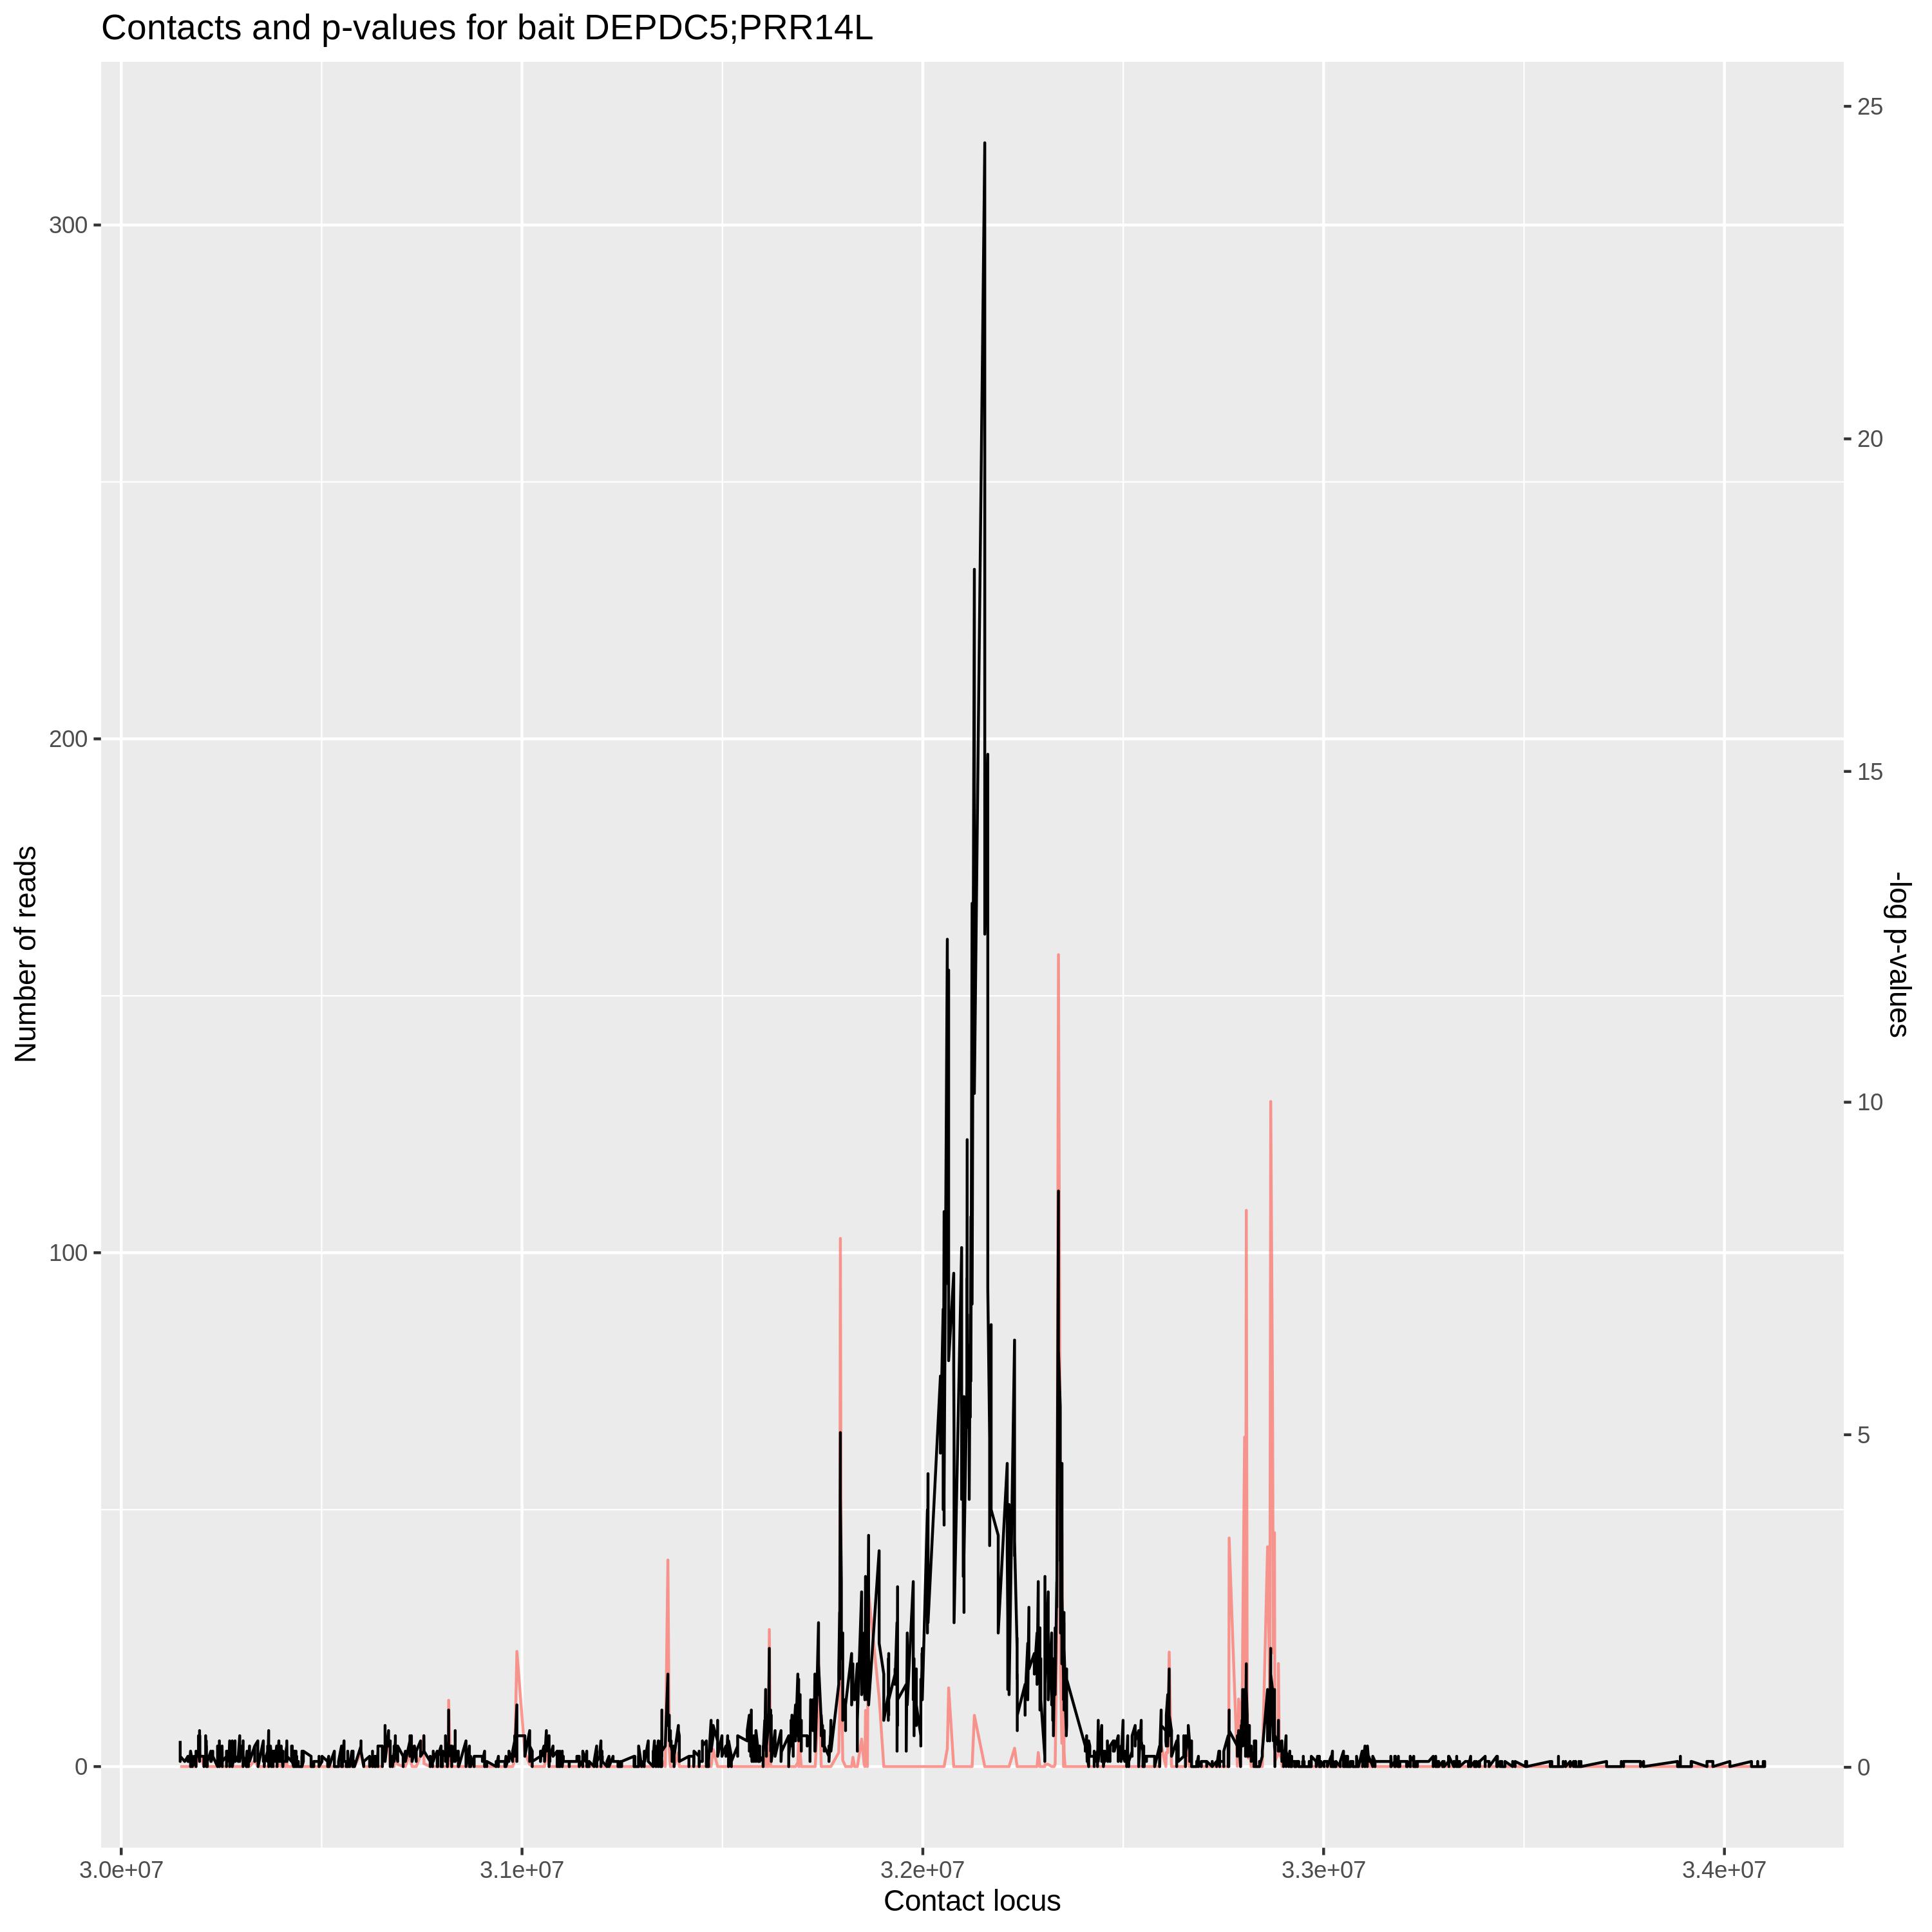 Contacts and p-values for bait DEPDC5;PRR14L
Number of reads
300
200
100
0
25
20
15
10
5
0
-log p-values
3.0e+07
3.1e+07
3.2e+07
3.3e+07
3.4e+07
Contact locus